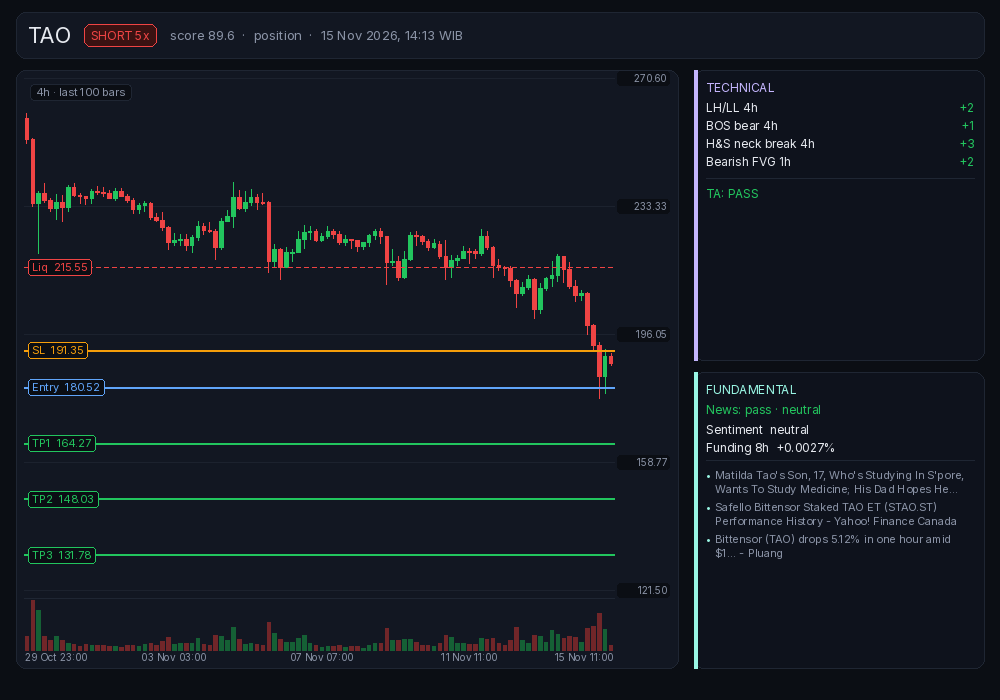 TAO SHORT 5x score 89.6 · position · 15 Nov 2026, 14:13 WIB
4h · last 100 bars
270.60
233.33
Liq 215.55
196.05
SL 191.35
Entry 180.52
TP1 164.27
158.77
TP2 148.03
TP3 131.78
121.50
29 Oct 23:00 03 Nov 03:00 07 Nov 07:00 11 Nov 11:00 15 Nov 11:00
TECHNICAL
LH/LL 4h +2
BOS bear 4h +1
H&S neck break 4h +3
Bearish FVG 1h +2
TA: PASS
FUNDAMENTAL
News: pass · neutral
Sentiment neutral
Funding 8h +0.0027%
• Matilda Tao's Son, 17, Who's Studying In S'pore,
Wants To Study Medicine; His Dad Hopes He...
• Safello Bittensor Staked TAO ET (STAO.ST)
Performance History - Yahoo! Finance Canada
• Bittensor (TAO) drops 5.12% in one hour amid
$1... - Pluang